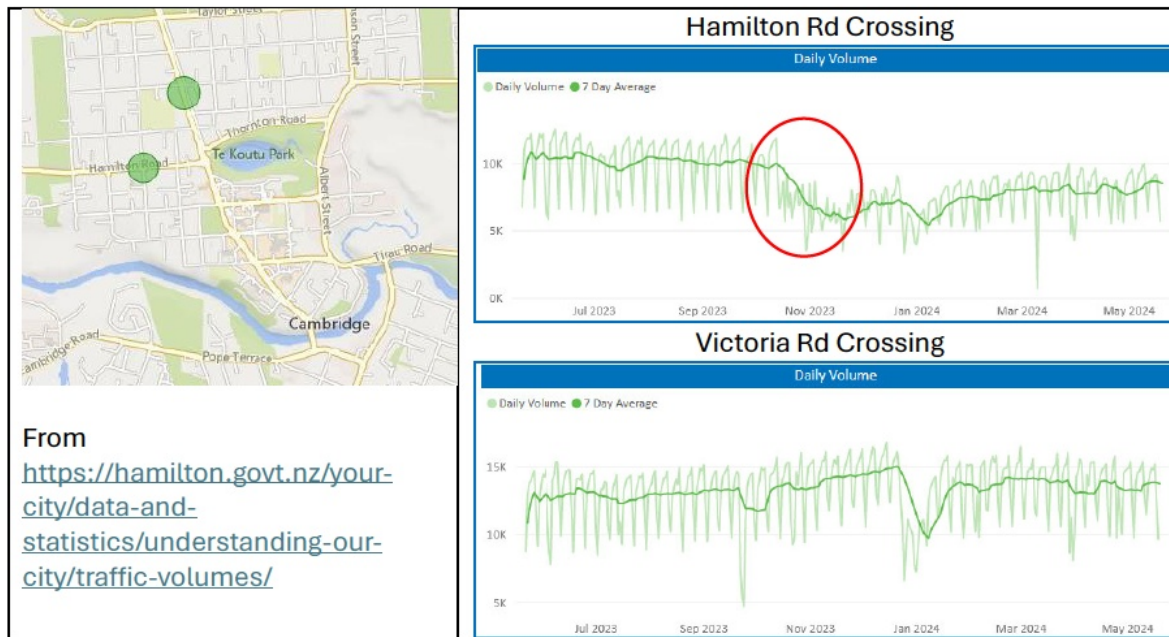 Taylor Street
nson Street
Thornton Road
Te Koutu Park
Hamilton Road
Albert Street
Tirau Road
Cambridge
Cambridge Road
Pope Terrace
From
https://hamilton.govt.nz/your-
city/data-and-
statistics/understanding-our-
city/traffic-volumes/
Hamilton Rd Crossing
Daily Volume
Daily Volume 7 Day Average
10K
5K
0K
Jul 2023 Sep 2023 Nov 2023 Jan 2024 Mar 2024 May 2024
Victoria Rd Crossing
Daily Volume
Daily Volume 7 Day Average
15K
10K
5K
Jul 2023 Sep 2023 Nov 2023 Jan 2024 Mar 2024 May 2024